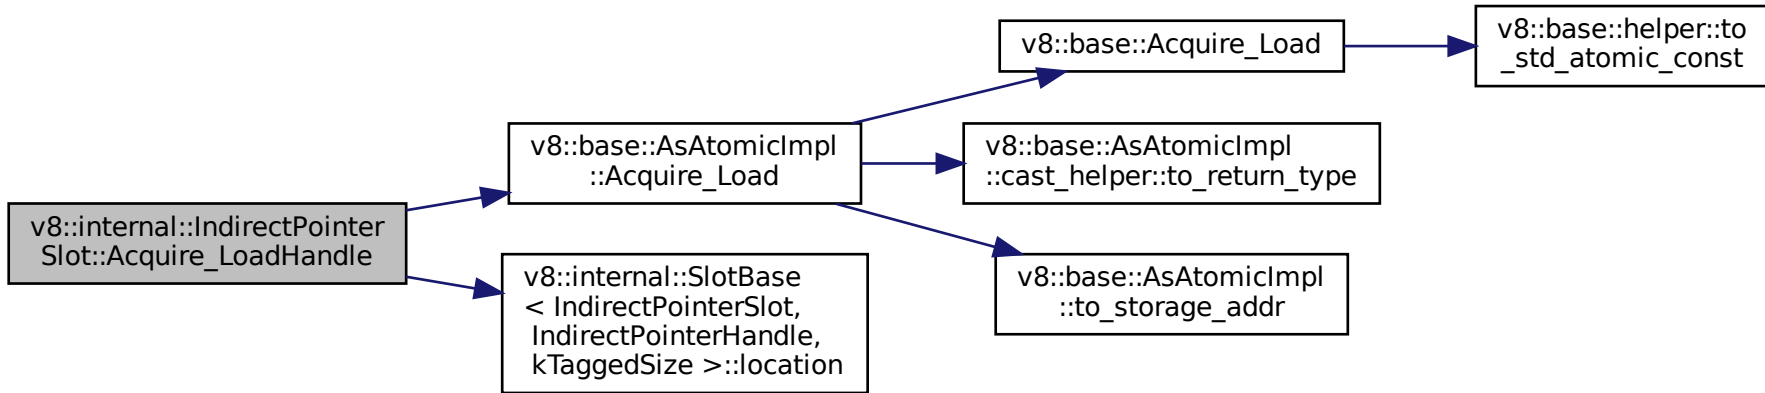 v8::internal::IndirectPointer
Slot::Acquire_LoadHandle
v8::base::AsAtomicImpl
::Acquire_Load
v8::internal::SlotBase
< IndirectPointerSlot,
IndirectPointerHandle,
kTaggedSize >::location
v8::base::Acquire_Load
v8::base::AsAtomicImpl
::cast_helper::to_return_type
v8::base::AsAtomicImpl
::to_storage_addr
v8::base::helper::to
_std_atomic_const